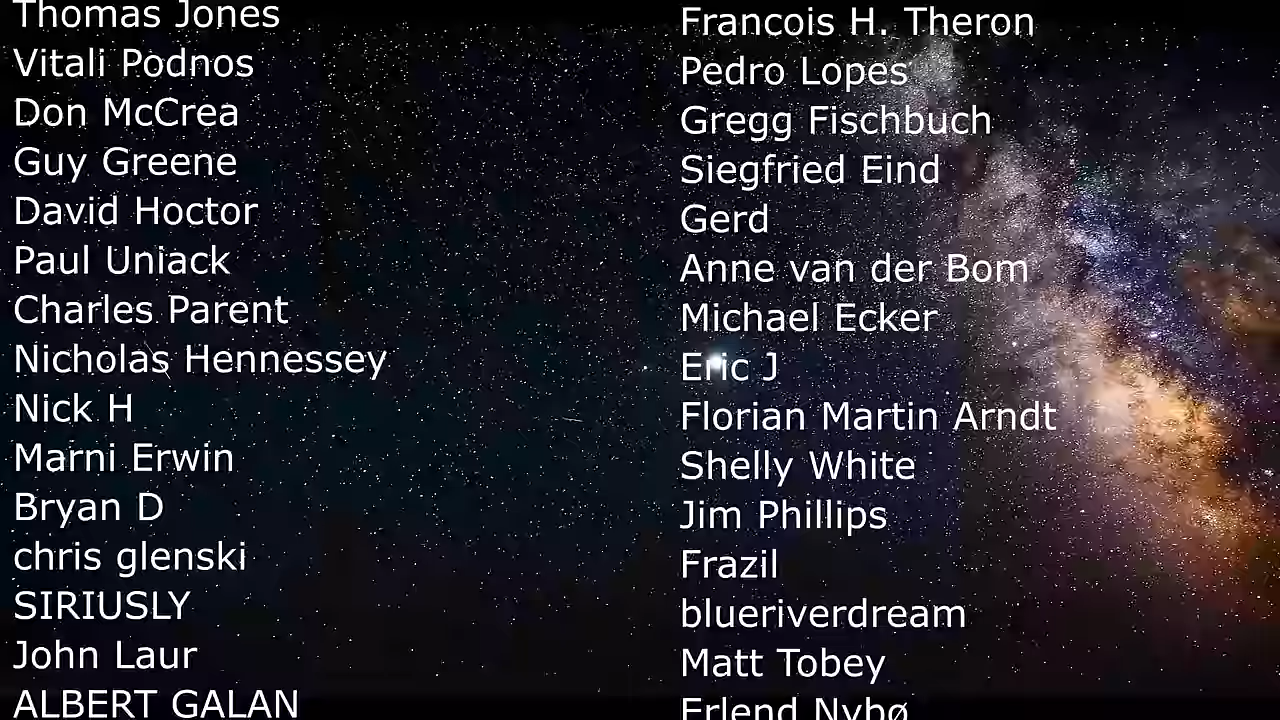 Thomas Jones
Vitali Podnos
Don McCrea
Guy Greene
David Hoctor
Paul Uniack
Charles Parent
Nicholas Hennessey
Nick H
Marni Erwin
Bryan D
chris glenski
SIRIUSLY
John Laur
ALBERT GALAN
Francois H. Theron
Pedro Lopes
Gregg Fischbuch
Siegfried Eind
Gerd
Anne van der Bom
Michael Ecker
Eric J
Florian Martin Arndt
Shelly White
Jim Phillips
Frazil
blueriverdream
Matt Tobey
Erlend Nybø